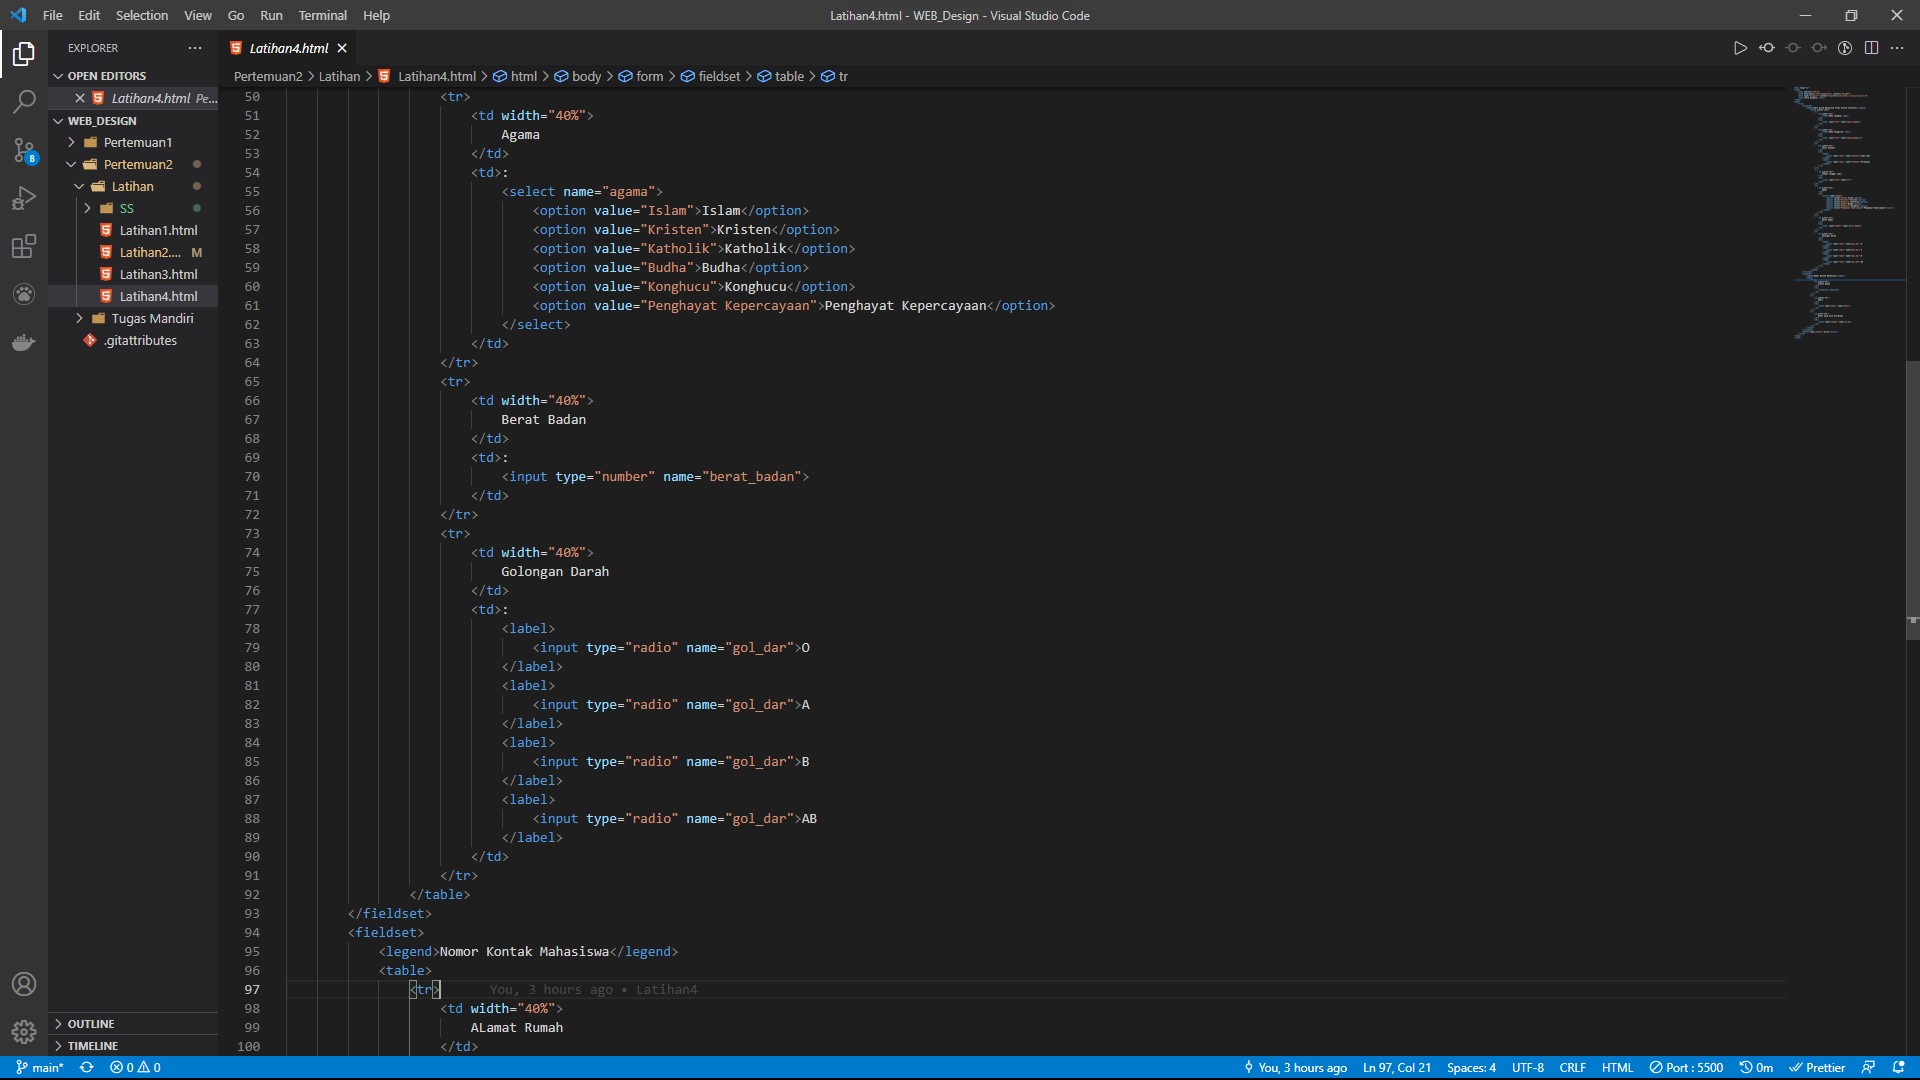 File Edit Selection View Go Run Terminal Help
Latihan4.html - WEB_Design - Visual Studio Code
EXPLORER
OPEN EDITORS
Latihan4.html Pe...
WEB_DESIGN
Pertemuan1
Pertemuan2
Latihan
SS
Latihan1.html
Latihan2.... M
Latihan3.html
Latihan4.html
Tugas Mandiri
.gitattributes
OUTLINE
TIMELINE
8
Latihan4.html
Pertemuan2 > Latihan > Latihan4.html > html > body > form > fieldset > table > tr
50 <tr>
51 <td width="40%">
52 Agama
53 </td>
54 <td>:
55 <select name="agama">
56 <option value="Islam">Islam</option>
57 <option value="Kristen">Kristen</option>
58 <option value="Katholik">Katholik</option>
59 <option value="Budha">Budha</option>
60 <option value="Konghucu">Konghucu</option>
61 <option value="Penghayat Kepercayaan">Penghayat Kepercayaan</option>
62 </select>
63 </td>
64 </tr>
65 <tr>
66 <td width="40%">
67 Berat Badan
68 </td>
69 <td>:
70 <input type="number" name="berat_badan">
71 </td>
72 </tr>
73 <tr>
74 <td width="40%">
75 Golongan Darah
76 </td>
77 <td>:
78 <label>
79 <input type="radio" name="gol_dar">O
80 </label>
81 <label>
82 <input type="radio" name="gol_dar">A
83 </label>
84 <label>
85 <input type="radio" name="gol_dar">B
86 </label>
87 <label>
88 <input type="radio" name="gol_dar">AB
89 </label>
90 </td>
91 </tr>
92 </table>
93 </fieldset>
94 <fieldset>
95 <legend>Nomor Kontak Mahasiswa</legend>
96 <table>
97 <tr> You, 3 hours ago • Latihan4
98 <td width="40%">
99 ALamat Rumah
100 </td>
main* 0 0 You, 3 hours ago Ln 97, Col 21 Spaces: 4 UTF-8 CRLF HTML Port : 5500 0m Prettier